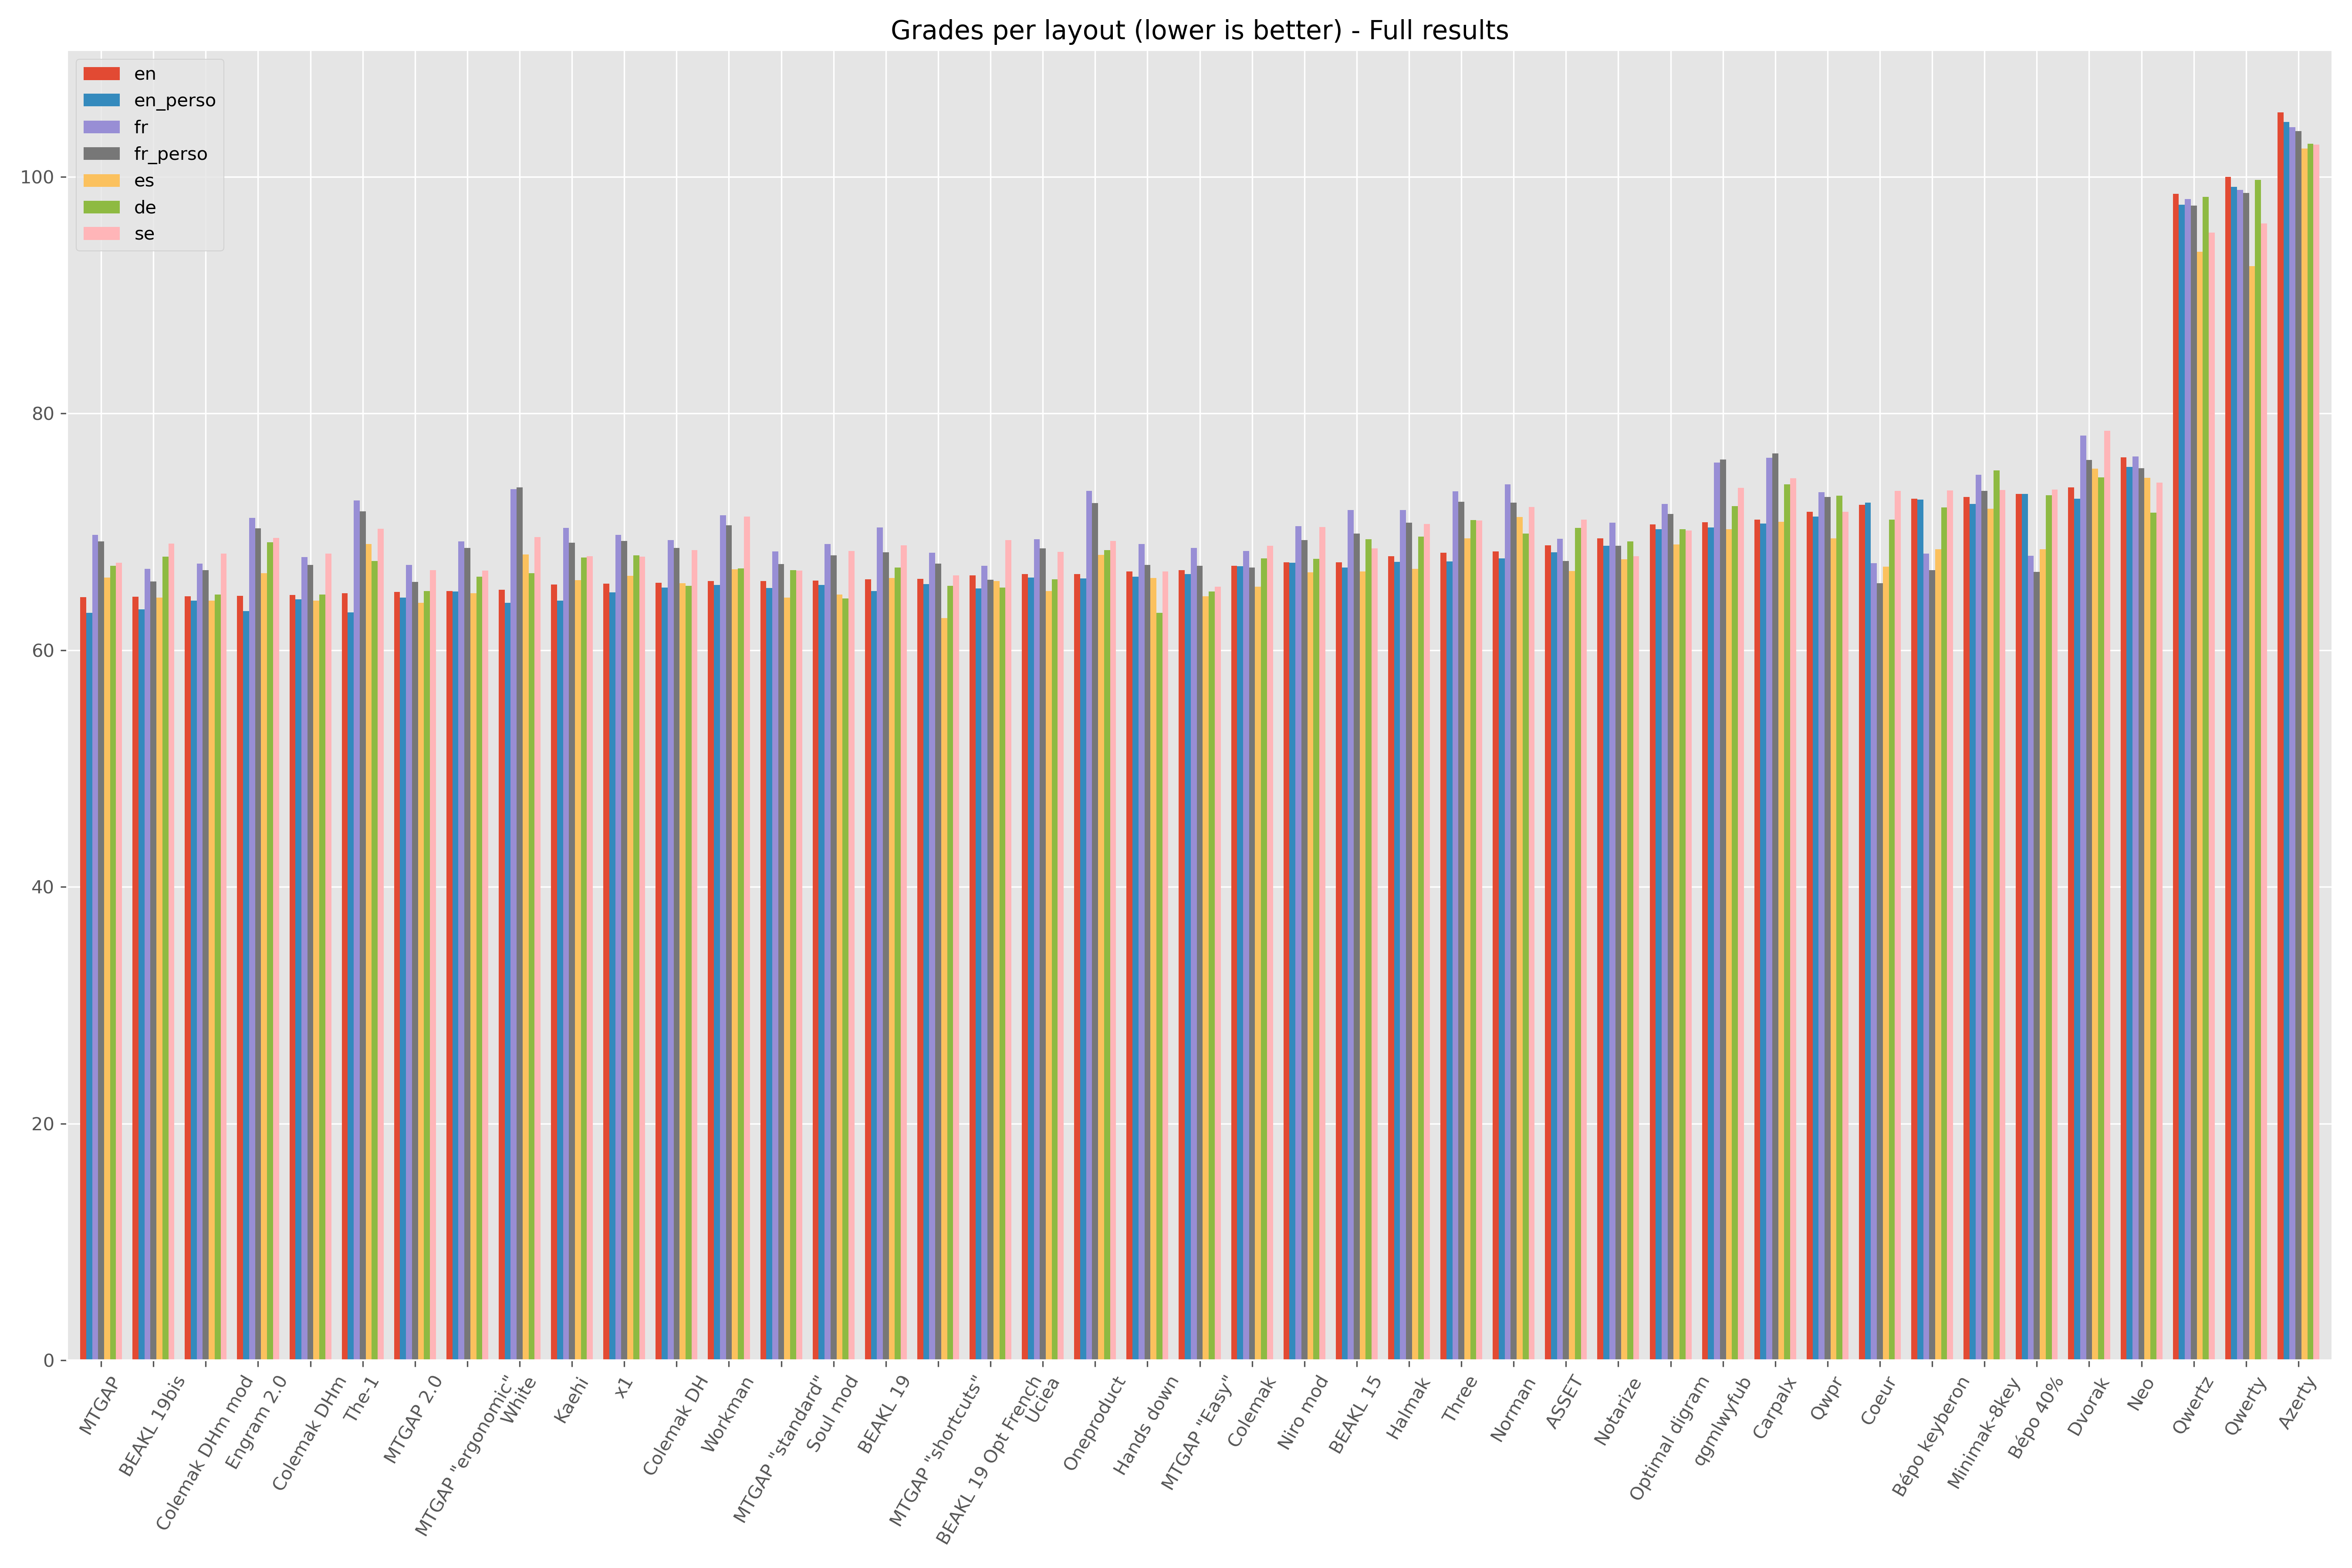 Grades per layout (lower is better) - Full results
en
en_perso
fr
fr_perso
es
de
se
100
80
60
40
20
0
MTGAP
BEAKL 19bis
Colemak DHm mod
Engram 2.0
Colemak DHm
The-1
MTGAP 2.0
MTGAP "ergonomic"
White
Kaehi
x1
Colemak DH
Workman
MTGAP "standard"
Soul mod
BEAKL 19
MTGAP "shortcuts"
BEAKL 19 Opt French
Uciea
Oneproduct
Hands down
MTGAP "Easy"
Colemak
Niro mod
BEAKL 15
Halmak
Three
Norman
ASSET
Notarize
Optimal digram
qgmlwyfub
Carpalx
Qwpr
Coeur
Bépo keyberon
Minimak-8key
Bépo 40%
Dvorak
Neo
Qwertz
Qwerty
Azerty